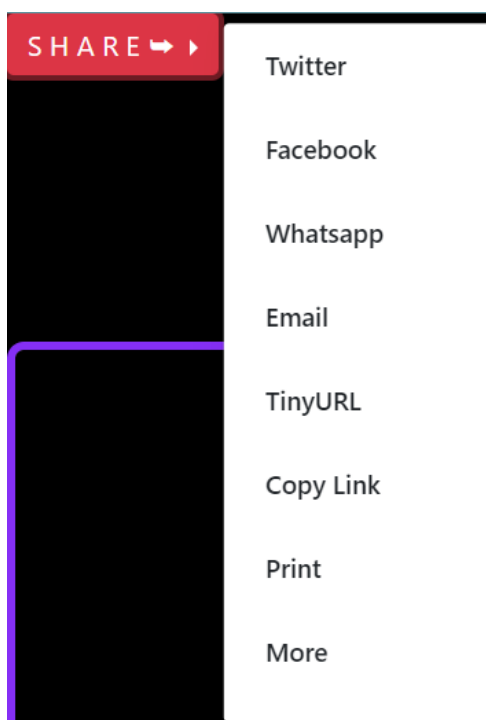 SHARE➥
Twitter
Facebook
Whatsapp
Email
TinyURL
Copy Link
Print
More